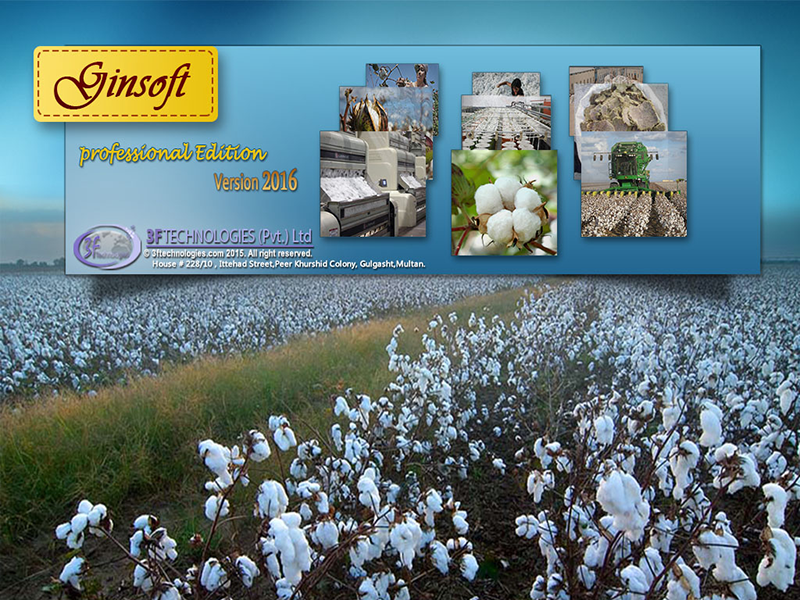 Ginsoft
professional Edition
Version 2016
3F
3FTECHNOLOGIES (Pvt.) Ltd
© 3ftechnologies.com 2015. All right reserved.
House # 228/10 , Ittehad Street,Peer Khurshid Colony, Gulgasht,Multan.